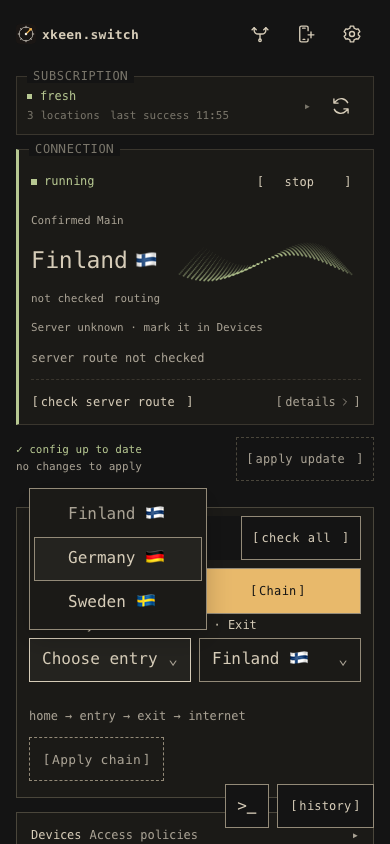 xkeen.switch
SUBSCRIPTION
fresh
3 locations last success 11:55
CONNECTION
running
[ stop ]
Confirmed Main
Finland
not checked routing
Server unknown · mark it in Devices
server route not checked
[check server route ]
[details > ]
✓ config up to date
no changes to apply
[apply update ]
Finland
[check all ]
Germany
[Chain]
Sweden
· Exit
Choose entry
Finland
home → entry → exit → internet
[Apply chain]
>_
[history]
Devices Access policies